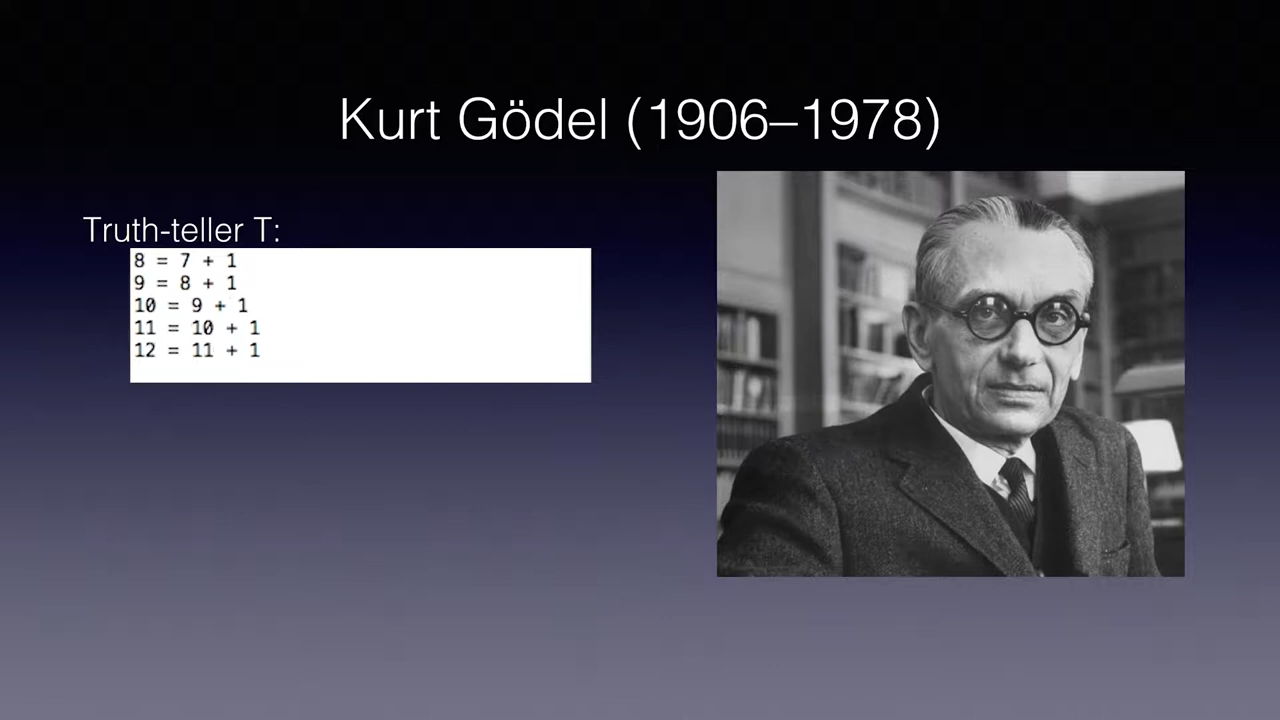 Kurt Gödel (1906–1978)
Truth-teller T:
8 = 7 + 1
9 = 8 + 1
10 = 9 + 1
11 = 10 + 1
12 = 11 + 1